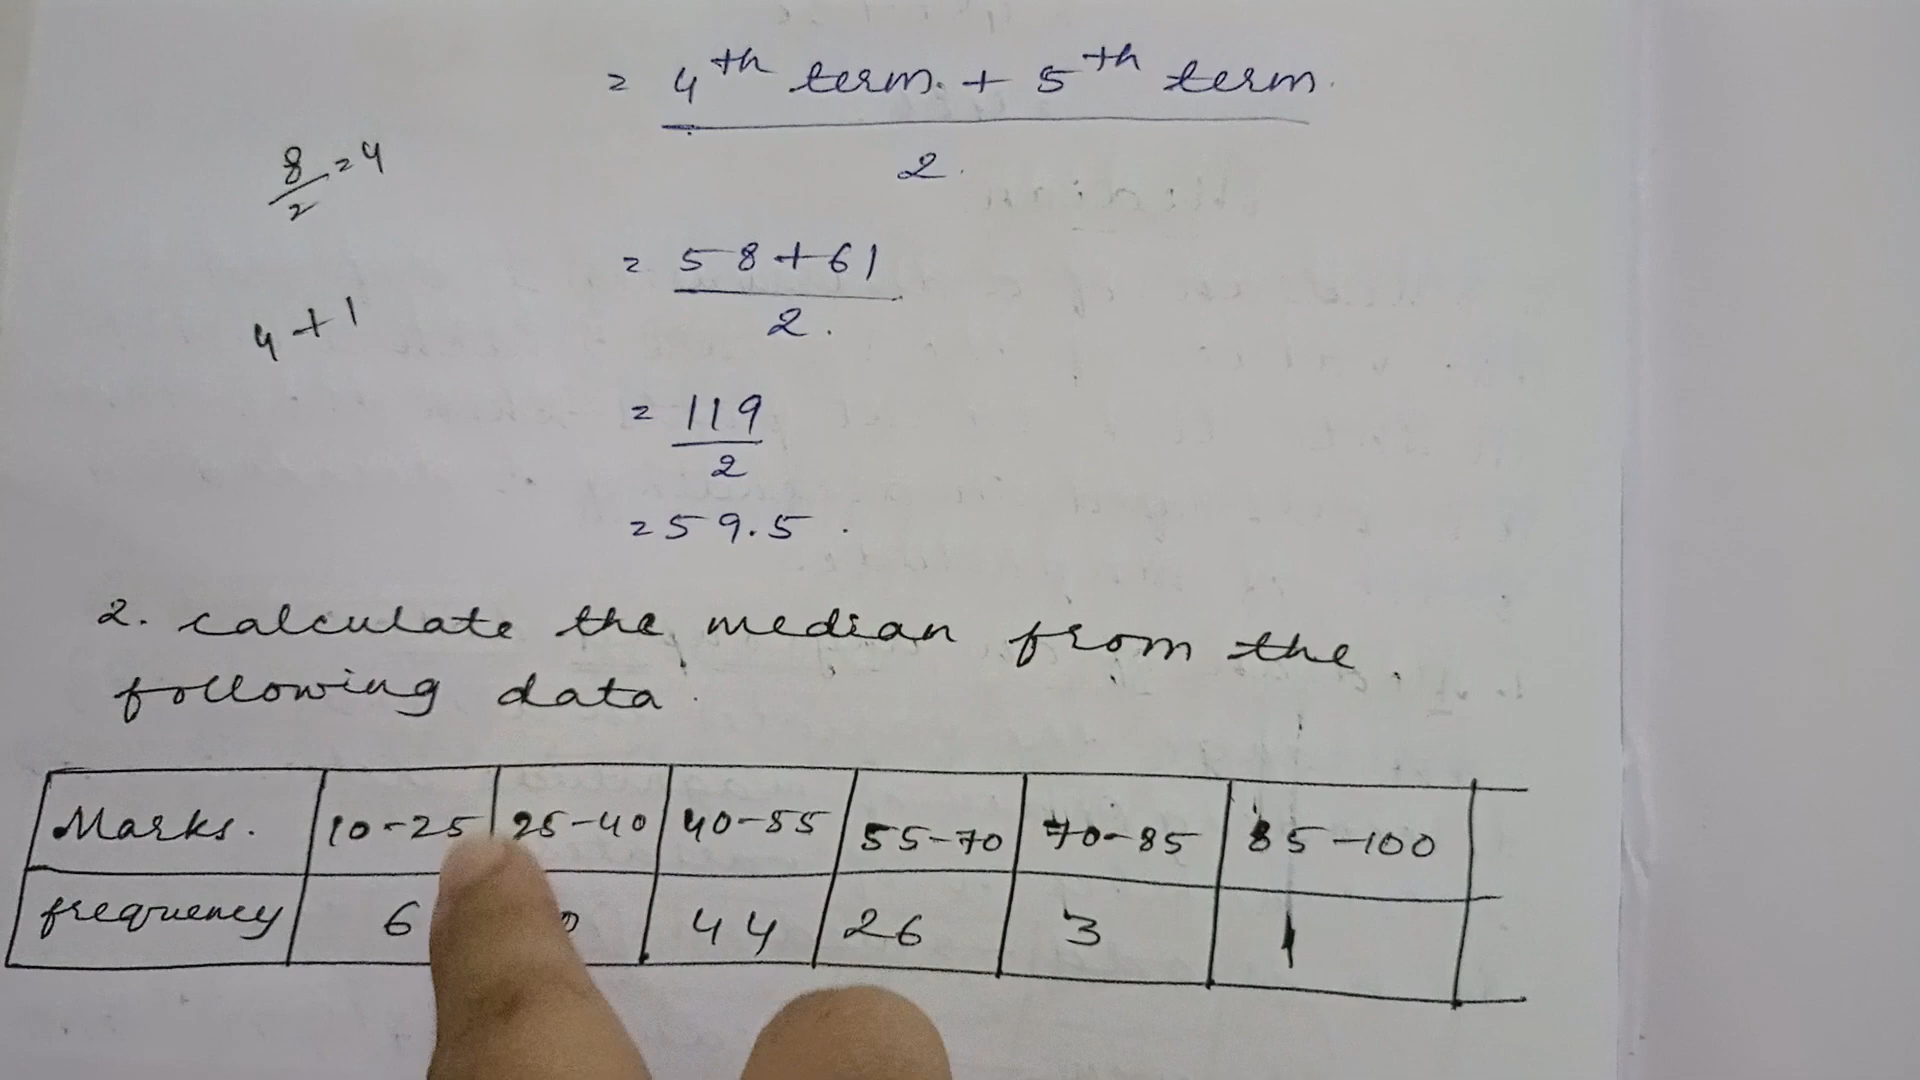 = 4th term. + 5th term.
2.
8/2 = 4
= 58+61
2.
4+1
= 119
2
= 59.5.
2. calculate the median from the
following data.
Marks. 10-25 25-40 40-55 55-70 70-85 85-100
frequency 6 44 26 3 1